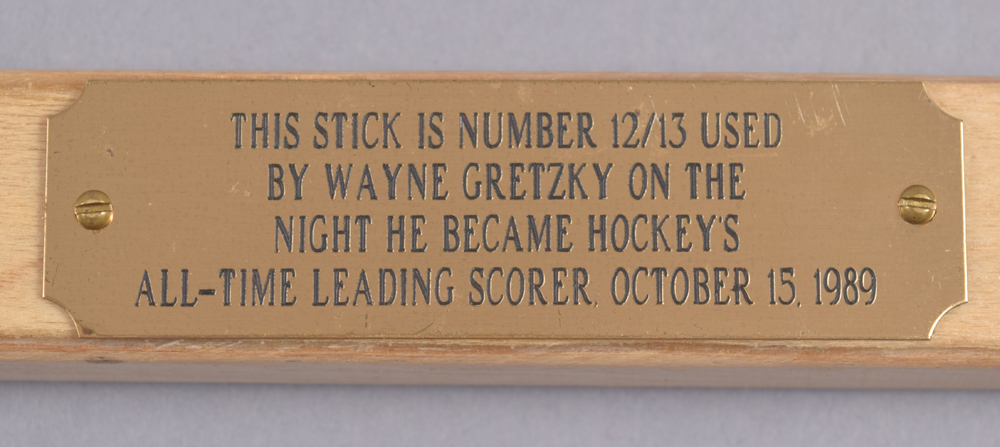 THIS STICK IS NUMBER 12/13 USED
BY WAYNE GRETZKY ON THE
NIGHT HE BECAME HOCKEY'S
ALL-TIME LEADING SCORER, OCTOBER 15, 1989